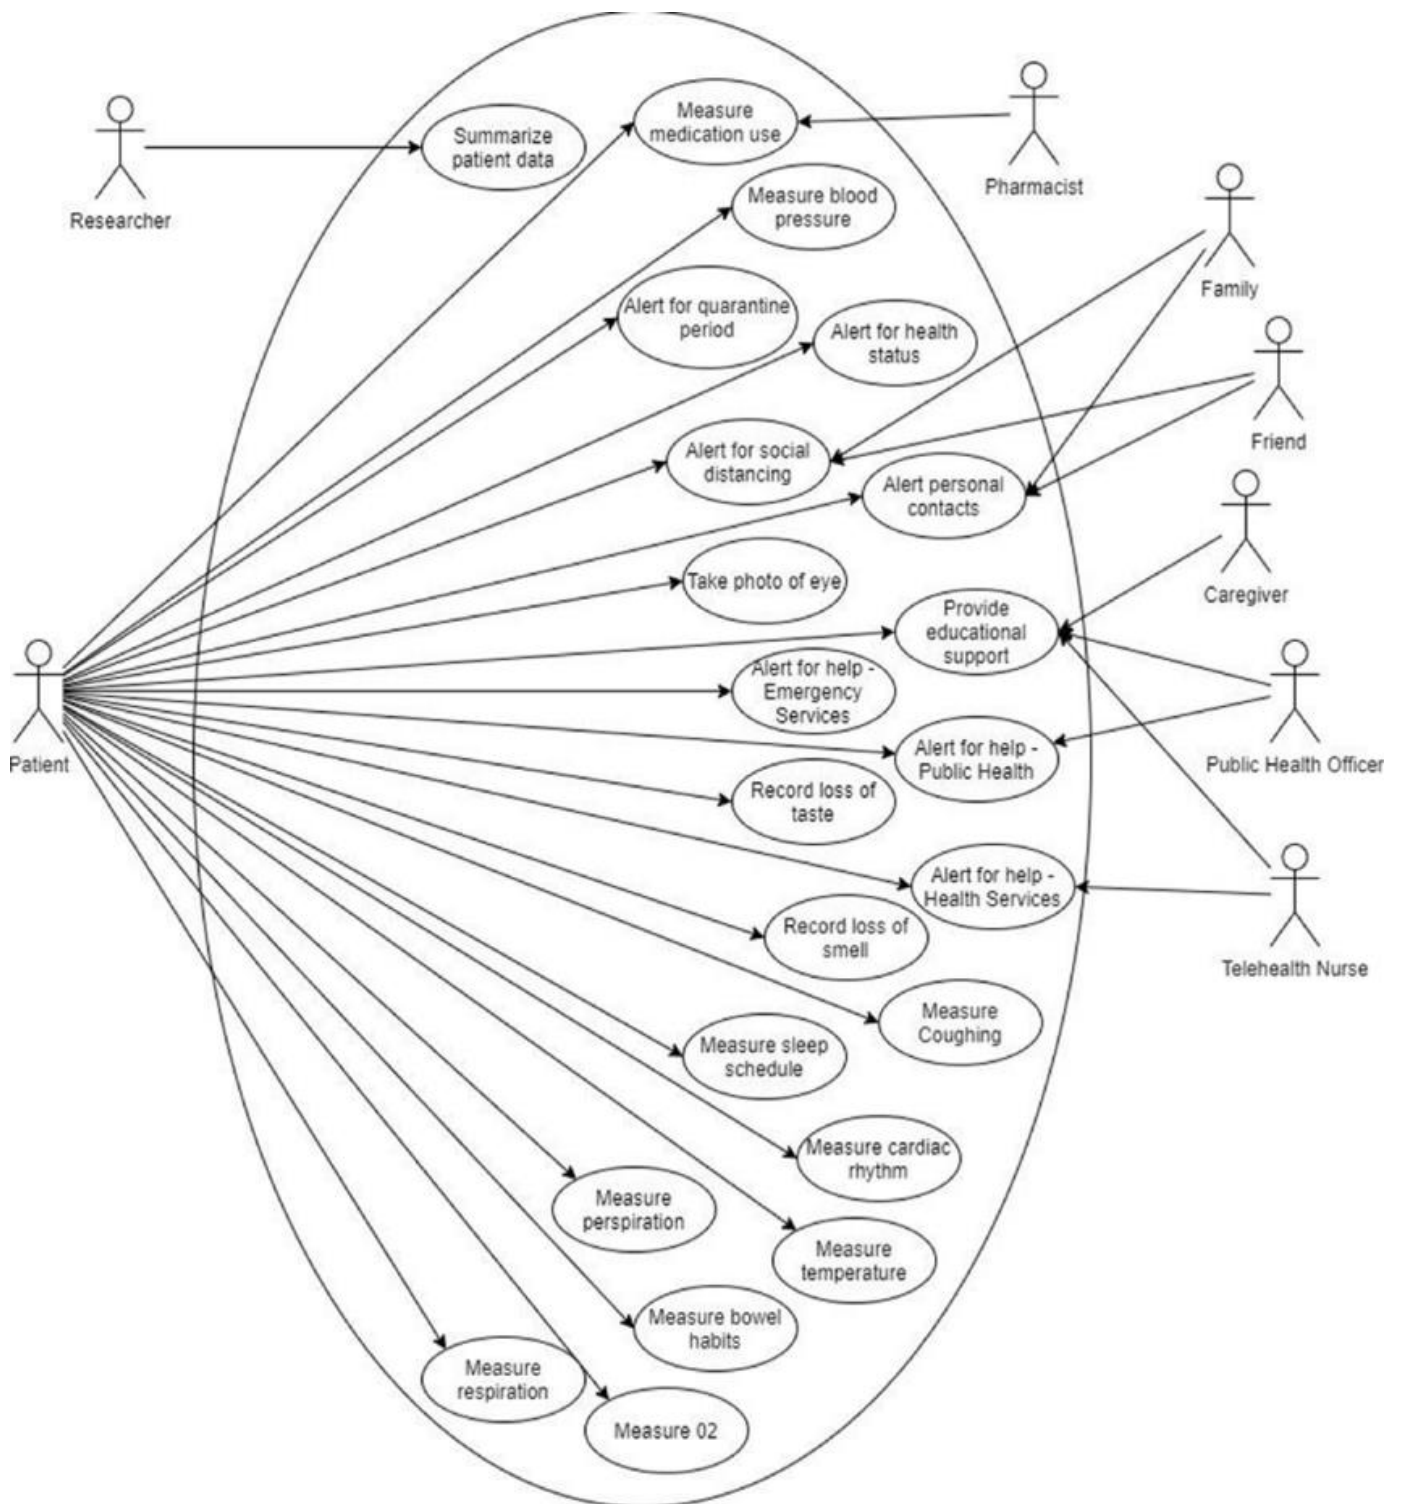 Measure
medication use
Summarize
patient data
Pharmacist
Researcher
Measure blood
pressure
Family
Alert for quarantine
period
Alert for health
status
Friend
Alert for social
distancing
Alert personal
contacts
Take photo of eye
Caregiver
Provide
educational
support
Alert for help -
Emergency
Services
Patient
Alert for help -
Public Health
Public Health Officer
Record loss of
taste
Alert for help -
Health Services
Record loss of
smell
Telehealth Nurse
Measure
Coughing
Measure sleep
schedule
Measure cardiac
rhythm
Measure
perspiration
Measure
temperature
Measure bowel
habits
Measure
respiration
Measure 02